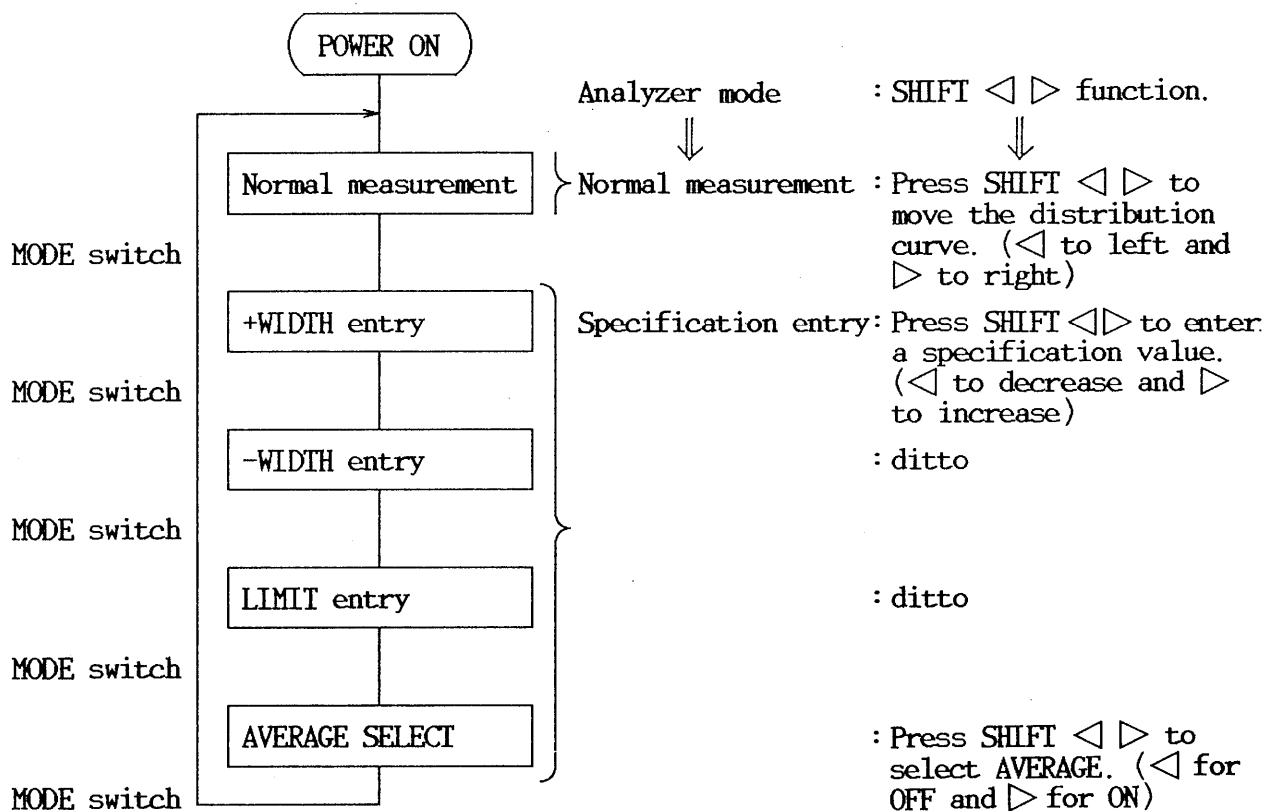 POWER ON
Analyzer mode : SHIFT ◁ ▷ function.
Normal measurement
Normal measurement : Press SHIFT ◁ ▷ to
move the distribution
curve. (◁ to left and
▷ to right)
MODE switch
+WIDTH entry
Specification entry : Press SHIFT ◁▷ to enter
a specification value.
(◁ to decrease and ▷
to increase)
MODE switch
-WIDTH entry
: ditto
MODE switch
LIMIT entry
: ditto
MODE switch
AVERAGE SELECT
: Press SHIFT ◁ ▷ to
select AVERAGE. (◁ for
OFF and ▷ for ON)
MODE switch